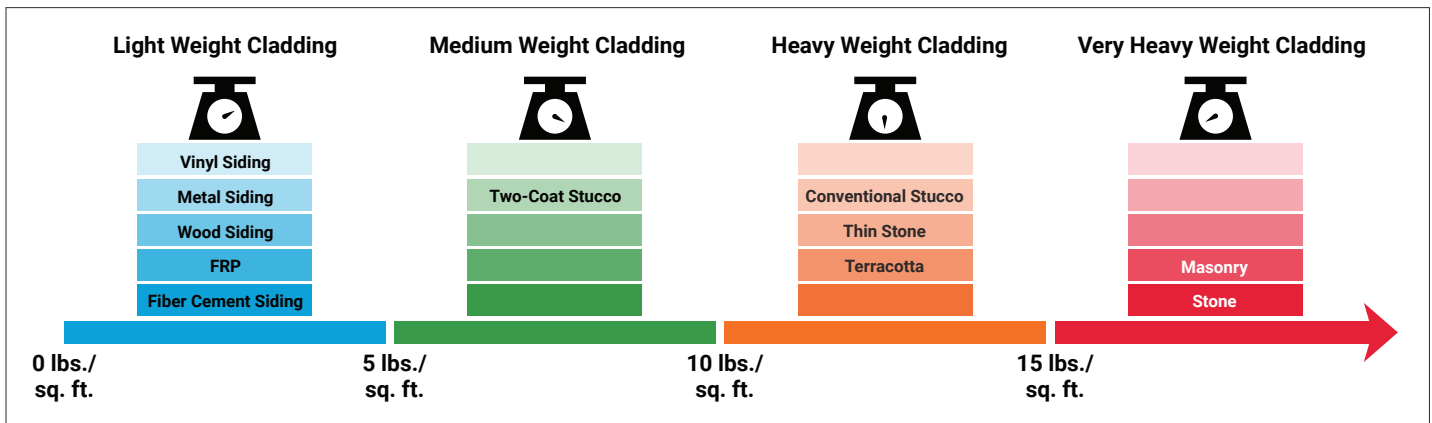 Light Weight Cladding
Vinyl Siding
Metal Siding
Wood Siding
FRP
Fiber Cement Siding
Medium Weight Cladding
Two-Coat Stucco
Heavy Weight Cladding
Conventional Stucco
Thin Stone
Terracotta
Very Heavy Weight Cladding
Masonry
Stone
0 lbs./
sq. ft.
5 lbs./
sq. ft.
10 lbs./
sq. ft.
15 lbs./
sq. ft.